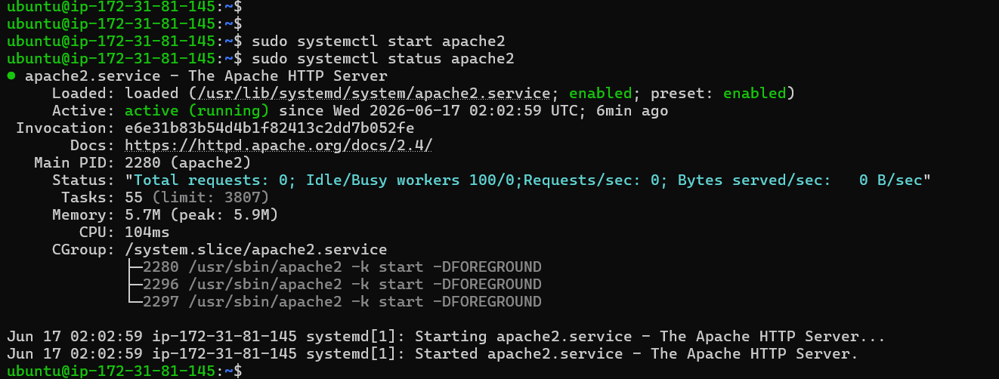 ubuntu@ip-172-31-81-145:~$
ubuntu@ip-172-31-81-145:~$
ubuntu@ip-172-31-81-145:~$ sudo systemctl start apache2
ubuntu@ip-172-31-81-145:~$ sudo systemctl status apache2
● apache2.service - The Apache HTTP Server
     Loaded: loaded (/usr/lib/systemd/system/apache2.service; enabled; preset: enabled)
     Active: active (running) since Wed 2026-06-17 02:02:59 UTC; 6min ago
 Invocation: e6e31b83b54d4b1f82413c2dd7b052fe
       Docs: https://httpd.apache.org/docs/2.4/
   Main PID: 2280 (apache2)
     Status: "Total requests: 0; Idle/Busy workers 100/0;Requests/sec: 0; Bytes served/sec:   0 B/sec"
      Tasks: 55 (limit: 3807)
     Memory: 5.7M (peak: 5.9M)
        CPU: 104ms
     CGroup: /system.slice/apache2.service
             ├─2280 /usr/sbin/apache2 -k start -DFOREGROUND
             ├─2296 /usr/sbin/apache2 -k start -DFOREGROUND
             └─2297 /usr/sbin/apache2 -k start -DFOREGROUND

Jun 17 02:02:59 ip-172-31-81-145 systemd[1]: Starting apache2.service - The Apache HTTP Server...
Jun 17 02:02:59 ip-172-31-81-145 systemd[1]: Started apache2.service - The Apache HTTP Server.
ubuntu@ip-172-31-81-145:~$